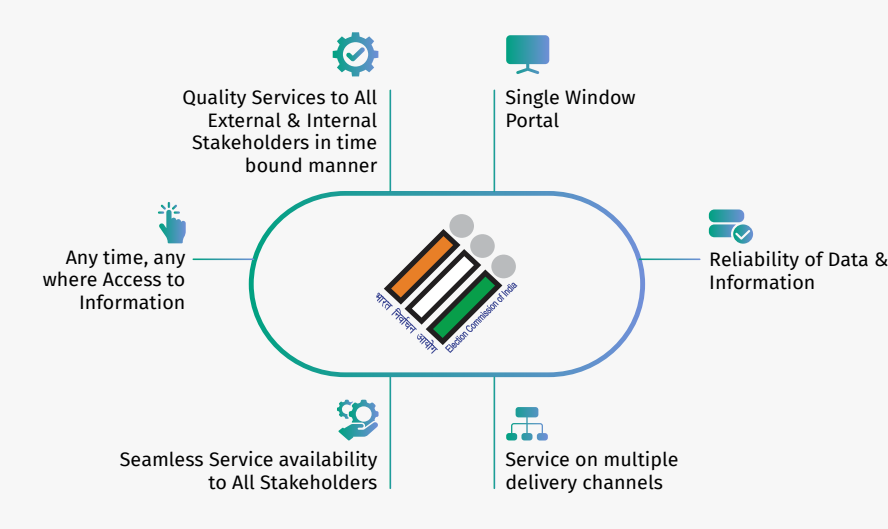 Quality Services to All
External & Internal
Stakeholders in time
bound manner
Single Window
Portal
Any time, any
where Access to
Information
Reliability of Data &
Information
भारत निर्वाचन आयोग
Election Commission of India
Seamless Service availability
to All Stakeholders
Service on multiple
delivery channels